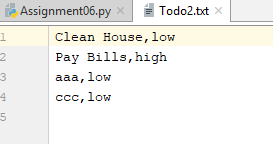 Assignment06.py × Todo2.txt ×
1 Clean House,low
2 Pay Bills,high
3 aaa,low
4 ccc,low
5